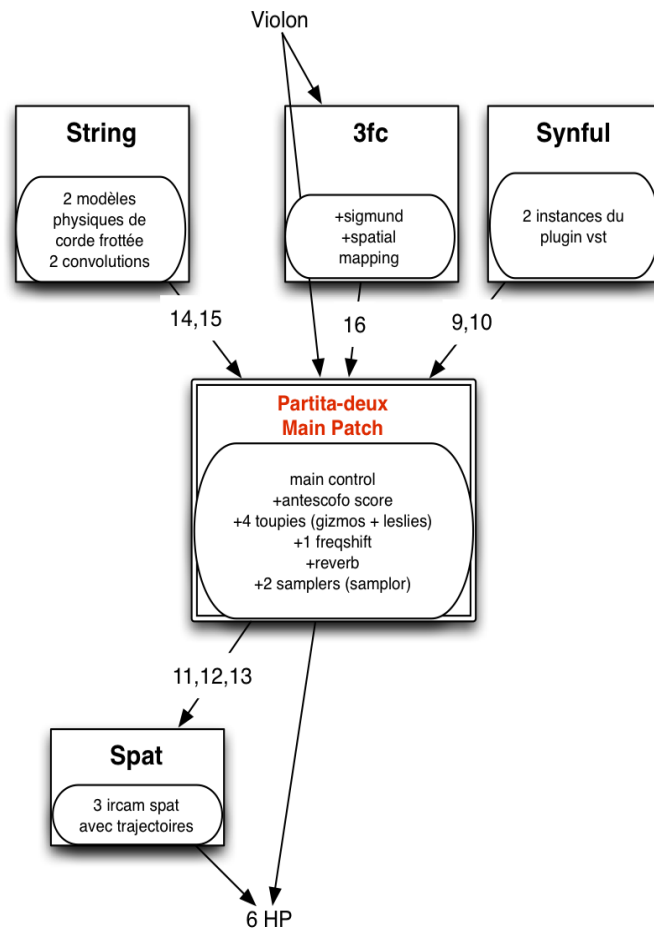 Violon
String
2 modèles
physiques de
corde frottée
2 convolutions
3fc
+sigmund
+spatial
mapping
Synful
2 instances du
plugin vst
14,15
16
9,10
Partita-deux
Main Patch
main control
+antescofo score
+4 toupies (gizmos + leslies)
+1 freqshift
+reverb
+2 samplers (samplor)
11,12,13
Spat
3 ircam spat
avec trajectoires
6 HP